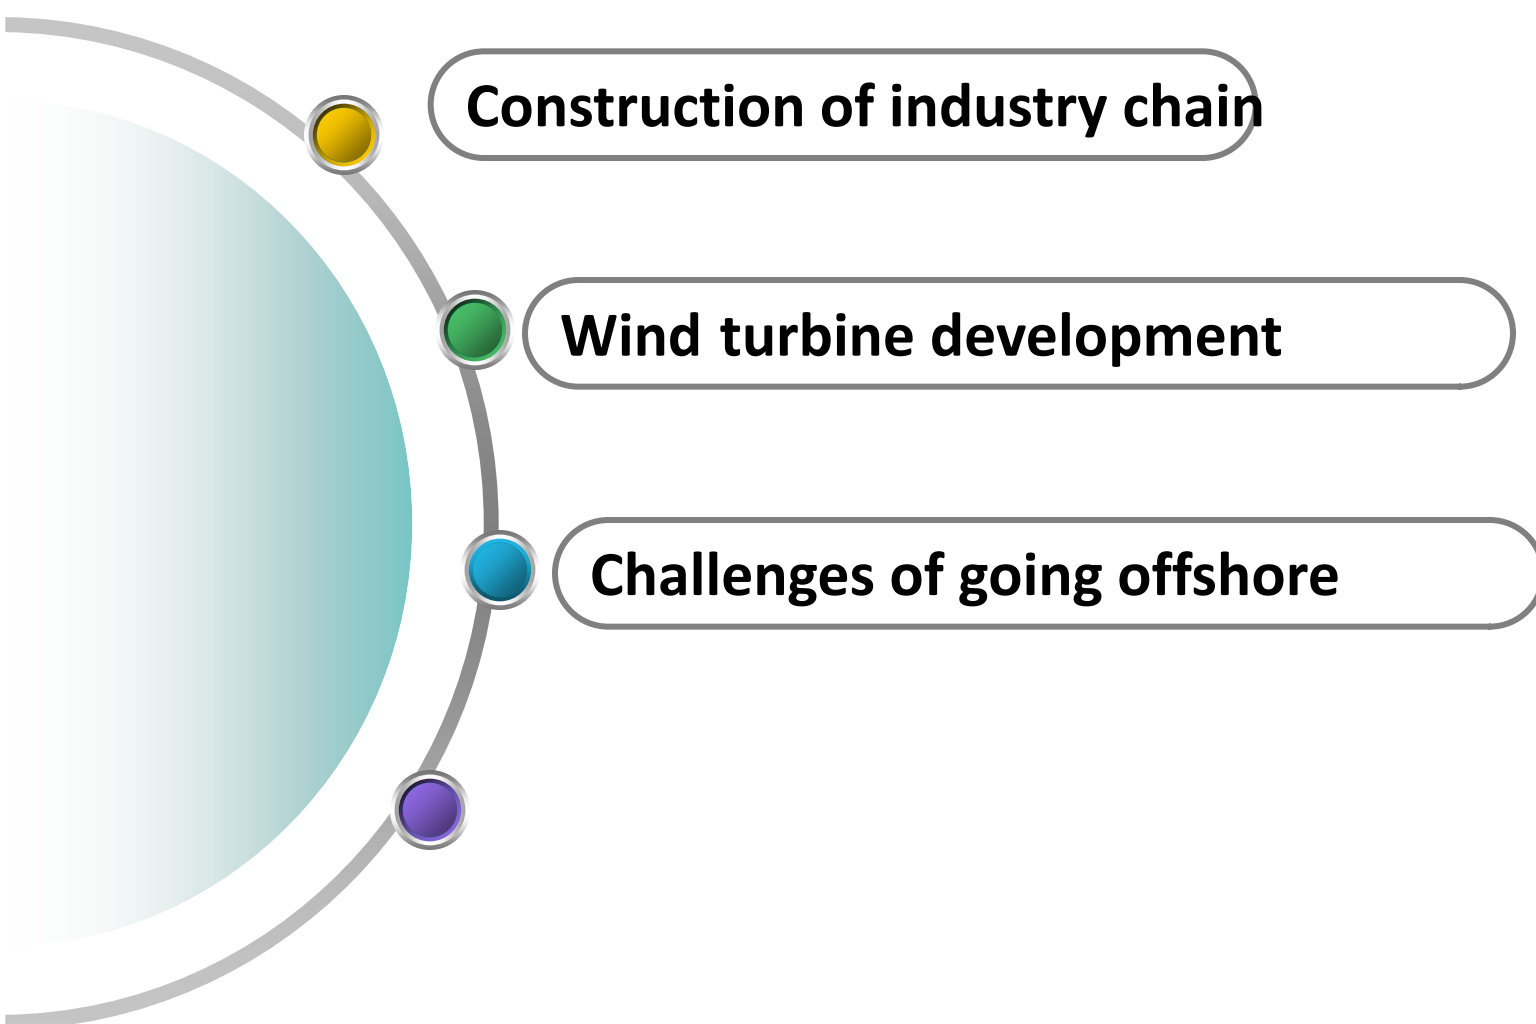 Construction of industry chain
Wind turbine development
Challenges of going offshore